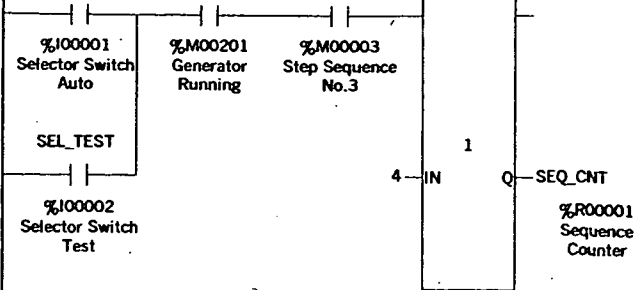 %I00001 %M00201 %M00003
Selector Switch Generator Step Sequence
Auto Running No.3
SEL_TEST
1
4 IN Q SEQ_CNT
%I00002 %R00001
Selector Switch Sequence
Test Counter